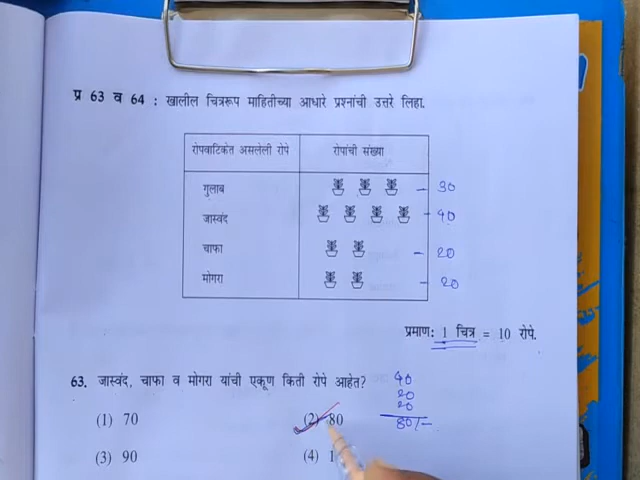 प्र 63 व 64 : खालील चित्ररूप माहितीच्या आधारे प्रश्नांची उत्तरे लिहा.
रोपवाटिकेत असलेली रोपे रोपांची संख्या
गुलाब - 30
जास्वंद - 40
चाफा - 20
मोगरा - 20
प्रमाण: 1 चित्र = 10 रोपे.
63. जास्वंद, चाफा व मोगरा यांची एकूण किती रोपे आहेत?
40
20
20
80/-
(1) 70 (2) 80
(3) 90 (4)